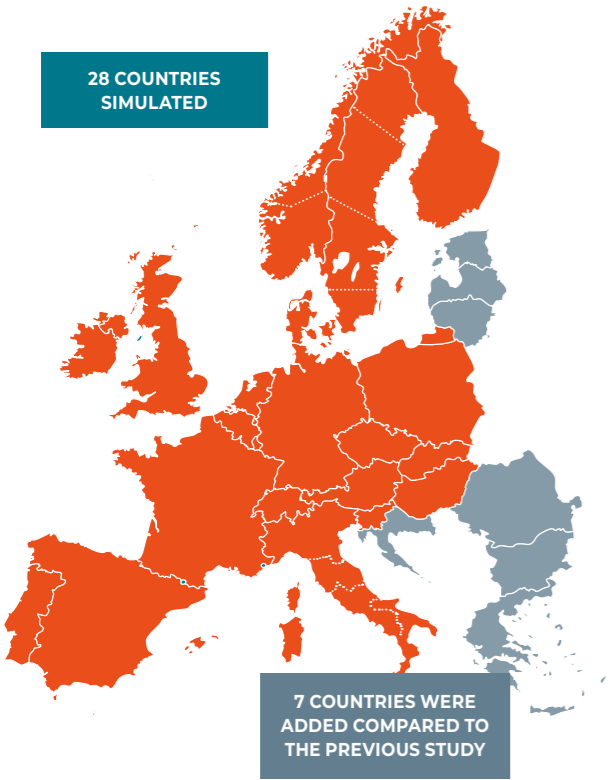 28 COUNTRIES
SIMULATED
7 COUNTRIES WERE
ADDED COMPARED TO
THE PREVIOUS STUDY